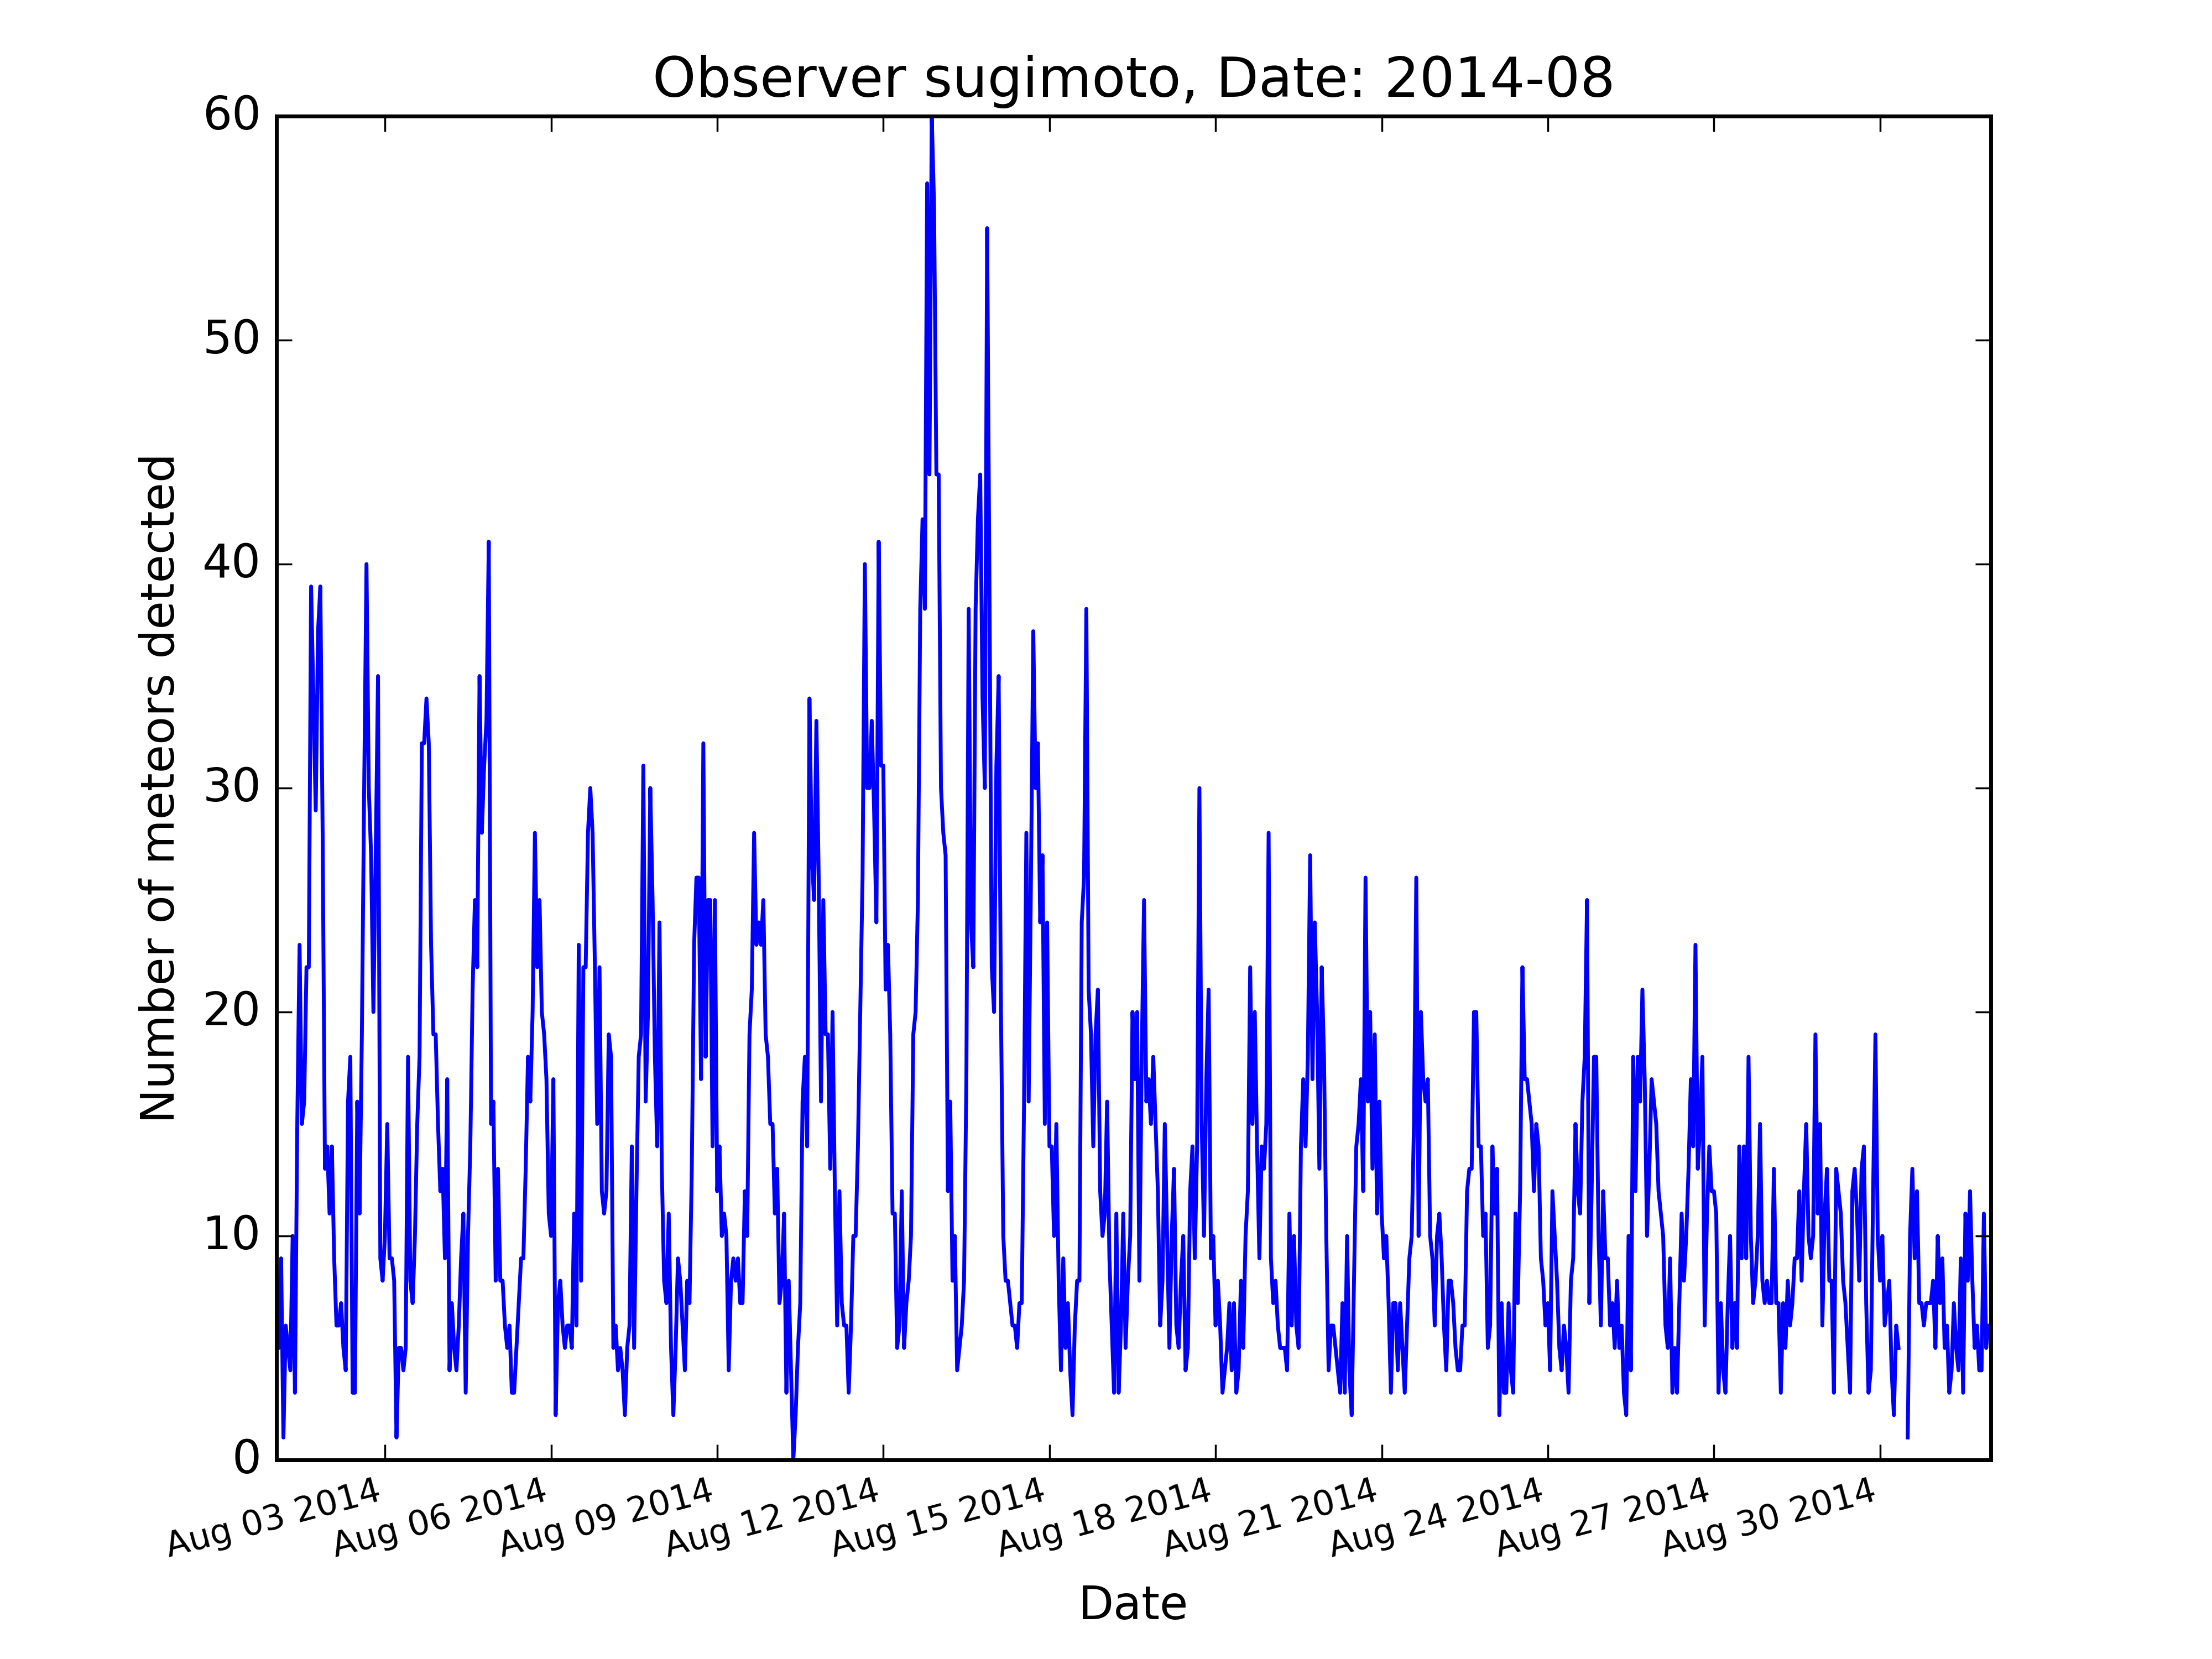 Observer sugimoto, Date: 2014-08
60
50
40
30
20
10
0
Number of meteors detected
Aug 03 2014
Aug 06 2014
Aug 09 2014
Aug 12 2014
Aug 15 2014
Aug 18 2014
Aug 21 2014
Aug 24 2014
Aug 27 2014
Aug 30 2014
Date